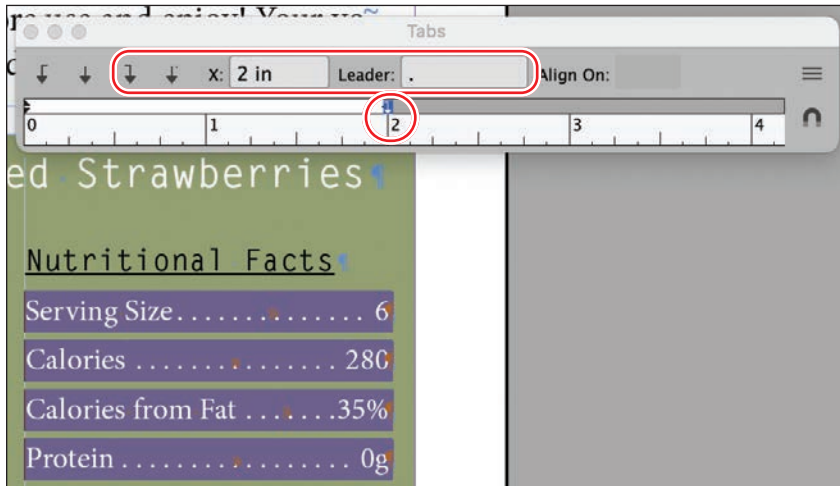 Tabs
X: 2 in Leader: . Align On:
0 1 2 3 4
ed Strawberries
Nutritional Facts
Serving Size.............. 6
Calories ............... 280
Calories from Fat .......35%
Protein ................. 0g